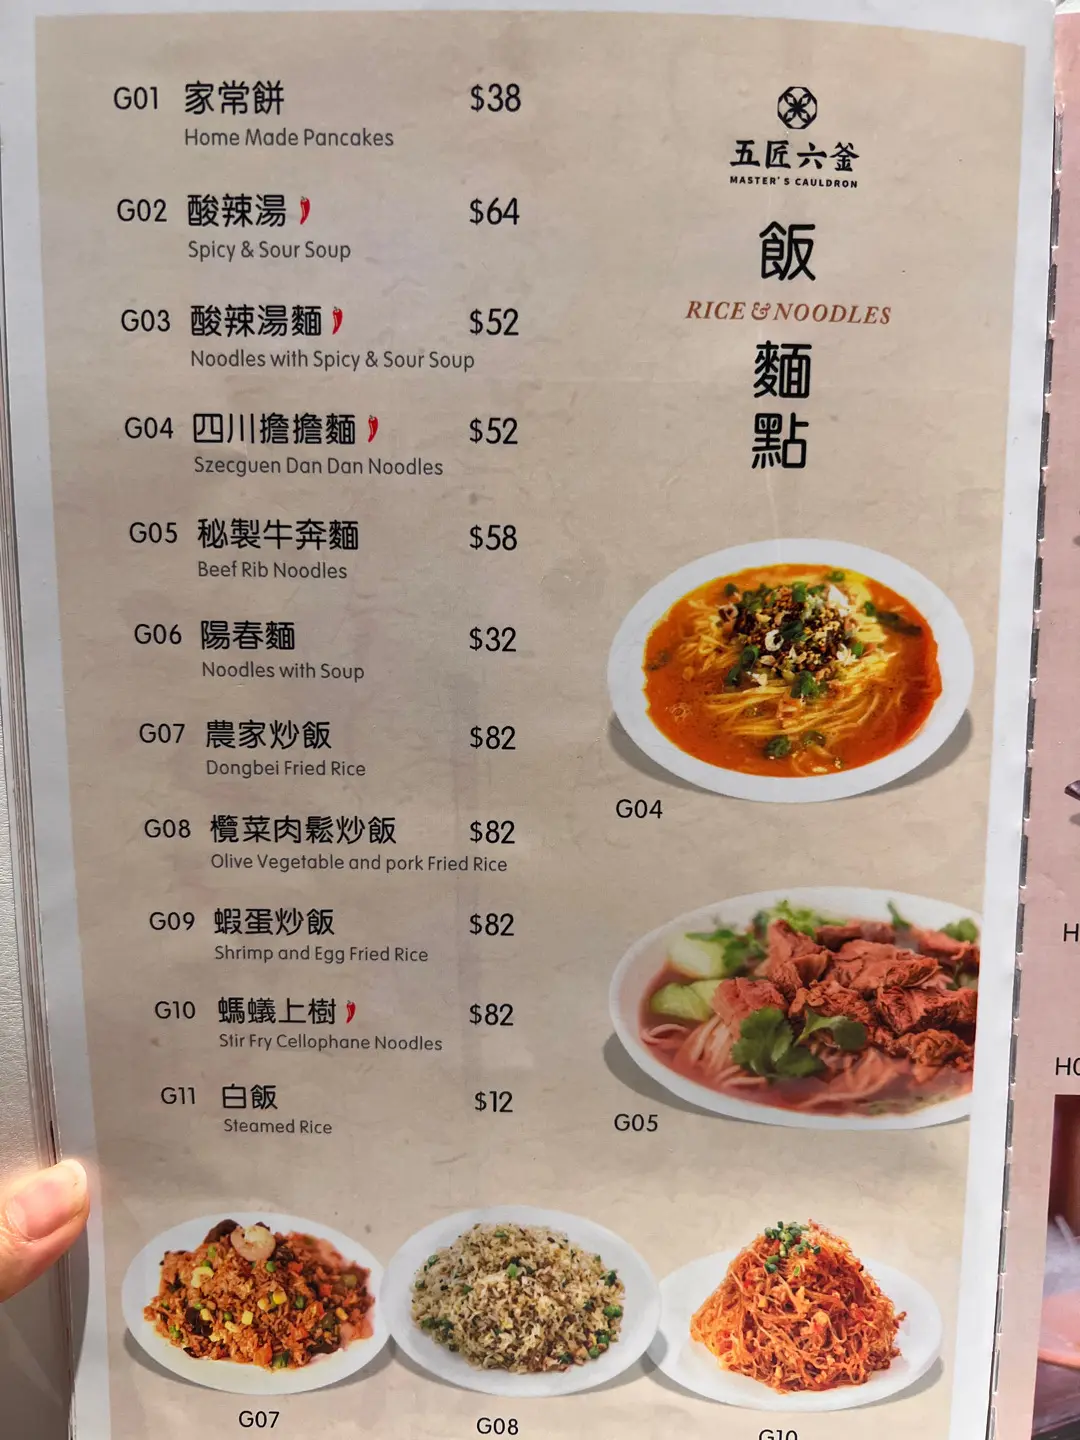 G01 家常餅 $38
Home Made Pancakes
G02 酸辣湯 $64
Spicy & Sour Soup
G03 酸辣湯麵 $52
Noodles with Spicy & Sour Soup
G04 四川擔擔麵 $52
Szecguen Dan Dan Noodles
G05 秘製牛奔麵 $58
Beef Rib Noodles
G06 陽春麵 $32
Noodles with Soup
G07 農家炒飯 $82
Dongbei Fried Rice
G08 欖菜肉鬆炒飯 $82
Olive Vegetable and pork Fried Rice
G09 蝦蛋炒飯 $82
Shrimp and Egg Fried Rice
G10 螞蟻上樹 $82
Stir Fry Cellophane Noodles
G11 白飯 $12
Steamed Rice
五匠六釜
MASTER'S CAULDRON
飯
RICE & NOODLES
麵
點
G04
G05
G07
G08
G10